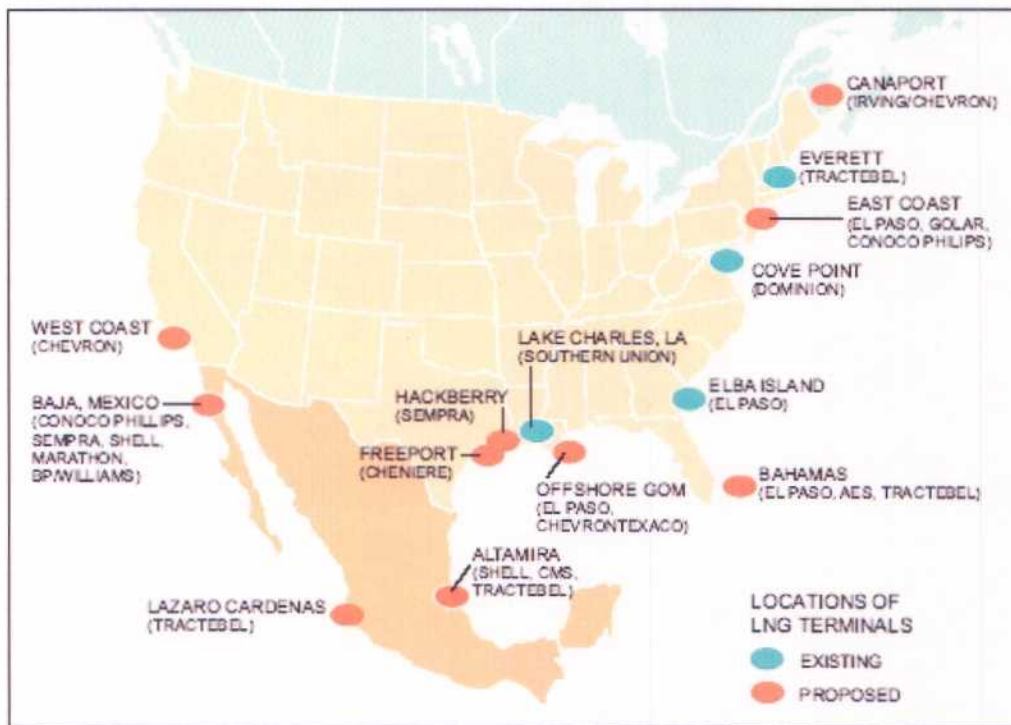 CANAPORT
(IRVING/CHEVRON)
EVERETT
(TRACTEBEL)
EAST COAST
(EL PASO, GOLAR,
CONOCO PHILIPS)
COVE POINT
(DOMINION)
WEST COAST
(CHEVRON)
LAKE CHARLES, LA
(SOUTHERN UNION)
ELBA ISLAND
(EL PASO)
BAJA, MEXICO
(CONOCO PHILLIPS,
SEMPRA, SHELL,
MARATHON,
BP/WILLIAMS)
HACKBERRY
(SEMPRA)
FREEPORT
(CHENIERE)
OFFSHORE GOM
(EL PASO,
CHEVRONTEXACO)
BAHAMAS
(EL PASO, AES, TRACTEBEL)
ALTAMIRA
(SHELL, CMS,
TRACTEBEL)
LAZARO CARDENAS
(TRACTEBEL)
LOCATIONS OF
LNG TERMINALS
EXISTING
PROPOSED